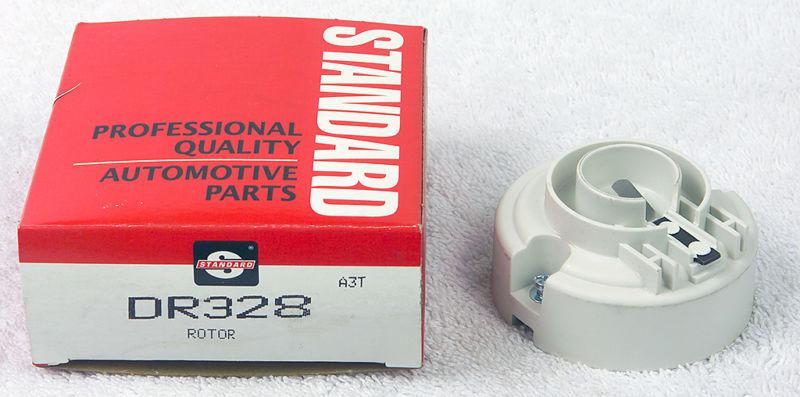 STANDARD
PROFESSIONAL
QUALITY
AUTOMOTIVE
PARTS
S
STANDARD
®
A3T
DR328
ROTOR